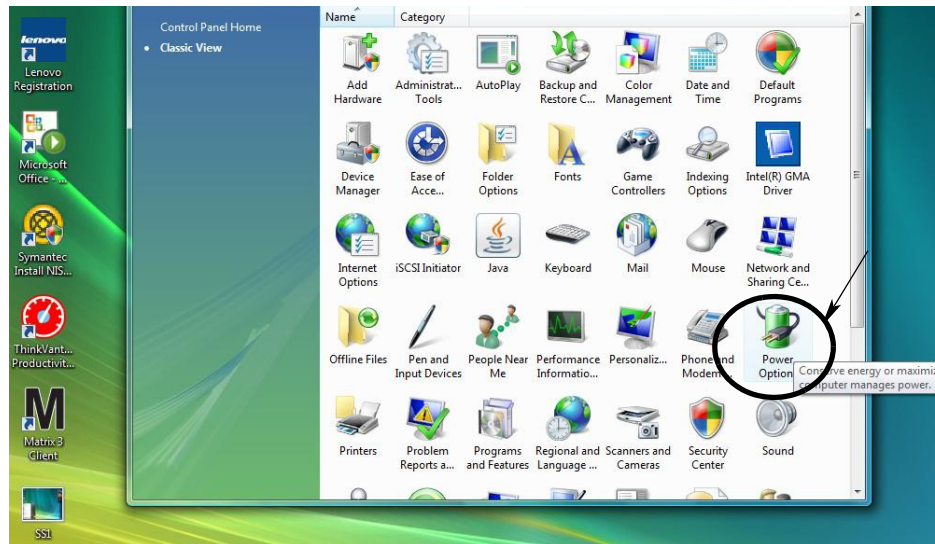 lenovo
Lenovo
Registration
Microsoft
Office - ...
Symantec
Install NIS...
ThinkVant...
Productivit...
M
Matrix 3
Client
SS1
Control Panel Home
Classic View
Name
Category
Add
Hardware
Administrat...
Tools
AutoPlay
Backup and
Restore C...
Color
Management
Date and
Time
Default
Programs
Device
Manager
Ease of
Acce...
Folder
Options
Fonts
Game
Controllers
Indexing
Options
Intel(R) GMA
Driver
Internet
Options
iSCSI Initiator
Java
Keyboard
Mail
Mouse
Network and
Sharing Ce...
Offline Files
Pen and
Input Devices
People Near
Me
Performance
Informatio...
Personaliz...
Phone and
Modem ...
Power
Option
Conserve energy or maximiz
computer manages power.
Printers
Problem
Reports a...
Programs
and Features
Regional and
Language ...
Scanners and
Cameras
Security
Center
Sound